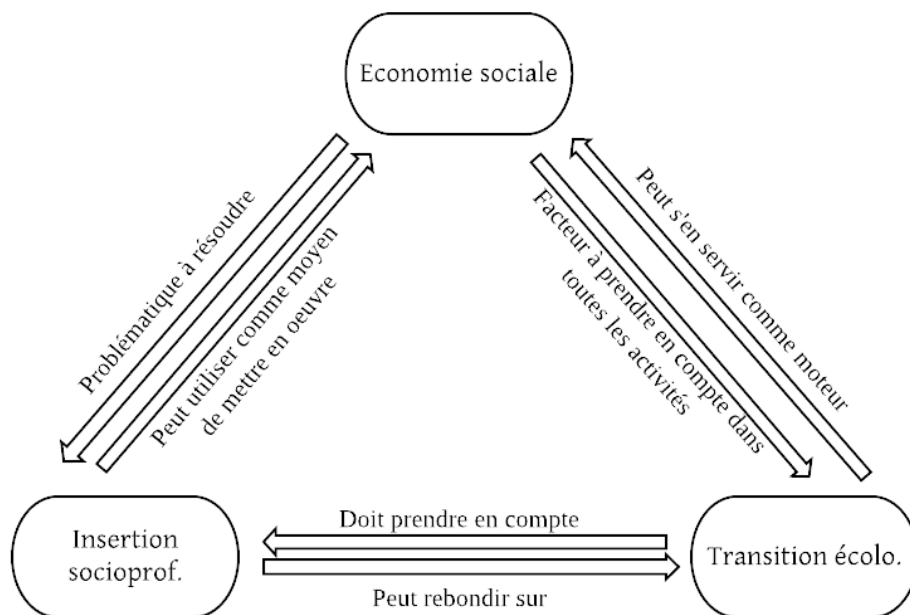 Economie sociale
Problématique à résoudre
Peut utiliser comme moyen
de mettre en oeuvre
Peut s'en servir comme moteur
Facteur à prendre en compte dans
toutes les activités
Insertion
socioprof.
Doit prendre en compte
Peut rebondir sur
Transition écolo.